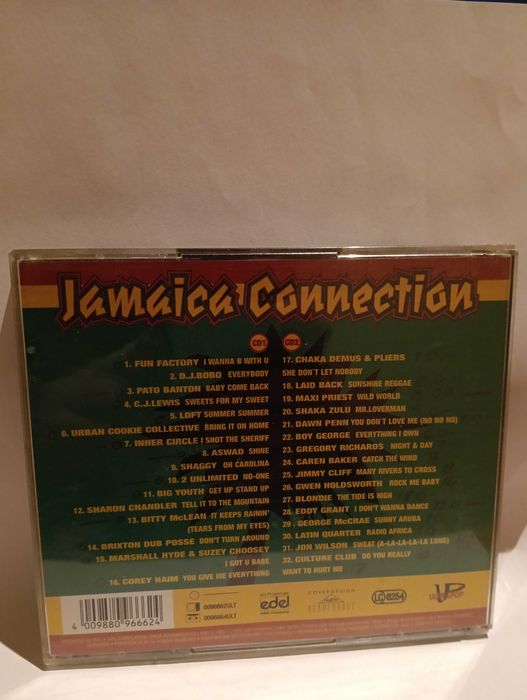 Jamaica Connection
CD1
CD2
1. FUN FACTORY I WANNA B WITH U
2. D.J.BOBO EVERYBODY
3. PATO BANTON BABY COME BACK
4. C.J.LEWIS SWEETS FOR MY SWEET
5. LOFT SUMMER SUMMER
6. URBAN COOKIE COLLECTIVE BRING IT ON HOME
7. INNER CIRCLE I SHOT THE SHERIFF
8. ASWAD SHINE
9. SHAGGY OH CAROLINA
10. 2 UNLIMITED NO-ONE
11. BIG YOUTH GET UP STAND UP
12. SHARON CHANDLER TELL IT TO THE MOUNTAIN
13. BITTY McLEAN IT KEEPS RAININ'
(TEARS FROM MY EYES)
14. BRIXTON DUB POSSE DON'T TURN AROUND
15. MARSHALL HYDE & SUZEY CHOOSEY
I GOT U BABE
16. COREY HAIM YOU GIVE ME EVERYTHING
17. CHAKA DEMUS & PLIERS
SHE DON'T LET NOBODY
18. LAID BACK SUNSHINE REGGAE
19. MAXI PRIEST WILD WORLD
20. SHAKA ZULU MR.LOVERMAN
21. DAWN PENN YOU DON'T LOVE ME (NO NO NO)
22. BOY GEORGE EVERYTHING I OWN
23. GREGORY RICHARDS NIGHT & DAY
24. CAREN BAKER CATCH THE WIND
25. JIMMY CLIFF MANY RIVERS TO CROSS
26. GWEN HOLDSWORTH ROCK ME BABY
27. BLONDIE THE TIDE IS HIGH
28. EDDY GRANT I DON'T WANNA DANCE
29. GEORGE McCRAE SUNNY ARUBA
30. LATIN QUARTER RADIO AFRICA
31. JON WILSON SWEAT (A-LA-LA-LA-LA LONG)
32. CULTURE CLUB DO YOU REALLY
WANT TO HURT ME
4 009880 966624
0096662ULT
0096664ULT
edel
COVERVERSION
LC 8254
ULTRAPOP